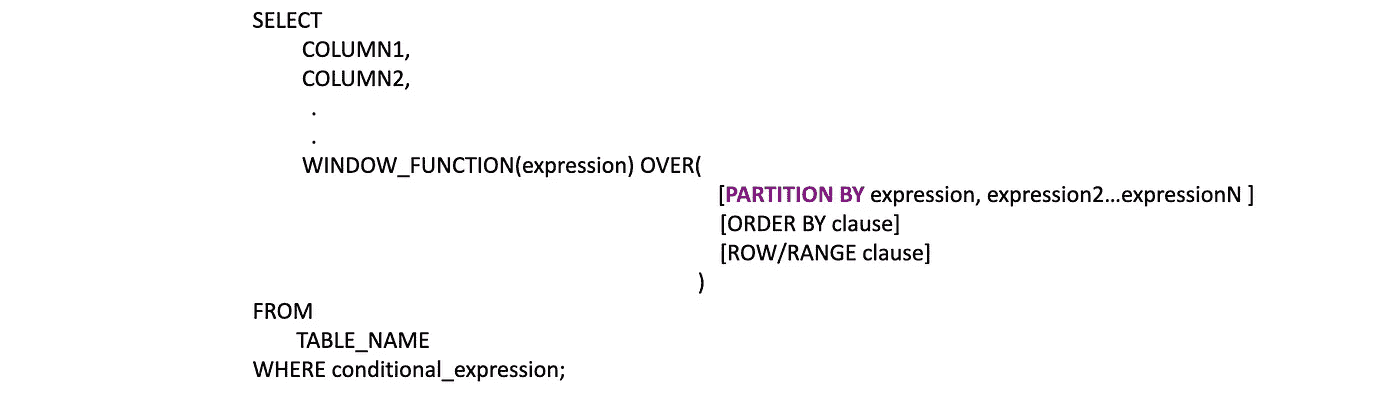 SELECT
COLUMN1,
COLUMN2,
.
.
WINDOW_FUNCTION(expression) OVER(
[PARTITION BY expression, expression2...expressionN ]
[ORDER BY clause]
[ROW/RANGE clause]
)
FROM
TABLE_NAME
WHERE conditional_expression;